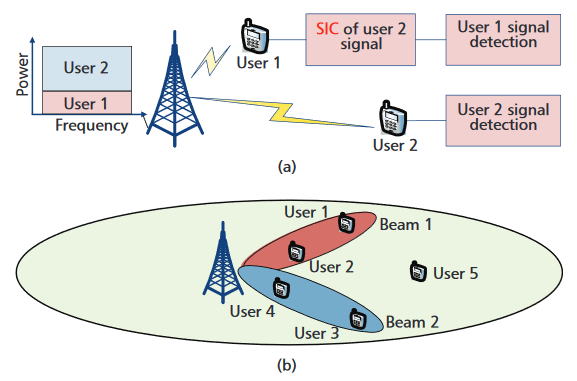 Power
User 2
User 1
Frequency
User 1
SIC of user 2
signal
User 1 signal
detection
User 2
User 2 signal
detection
(a)
User 1
Beam 1
User 2
User 5
User 4
User 3
Beam 2
(b)